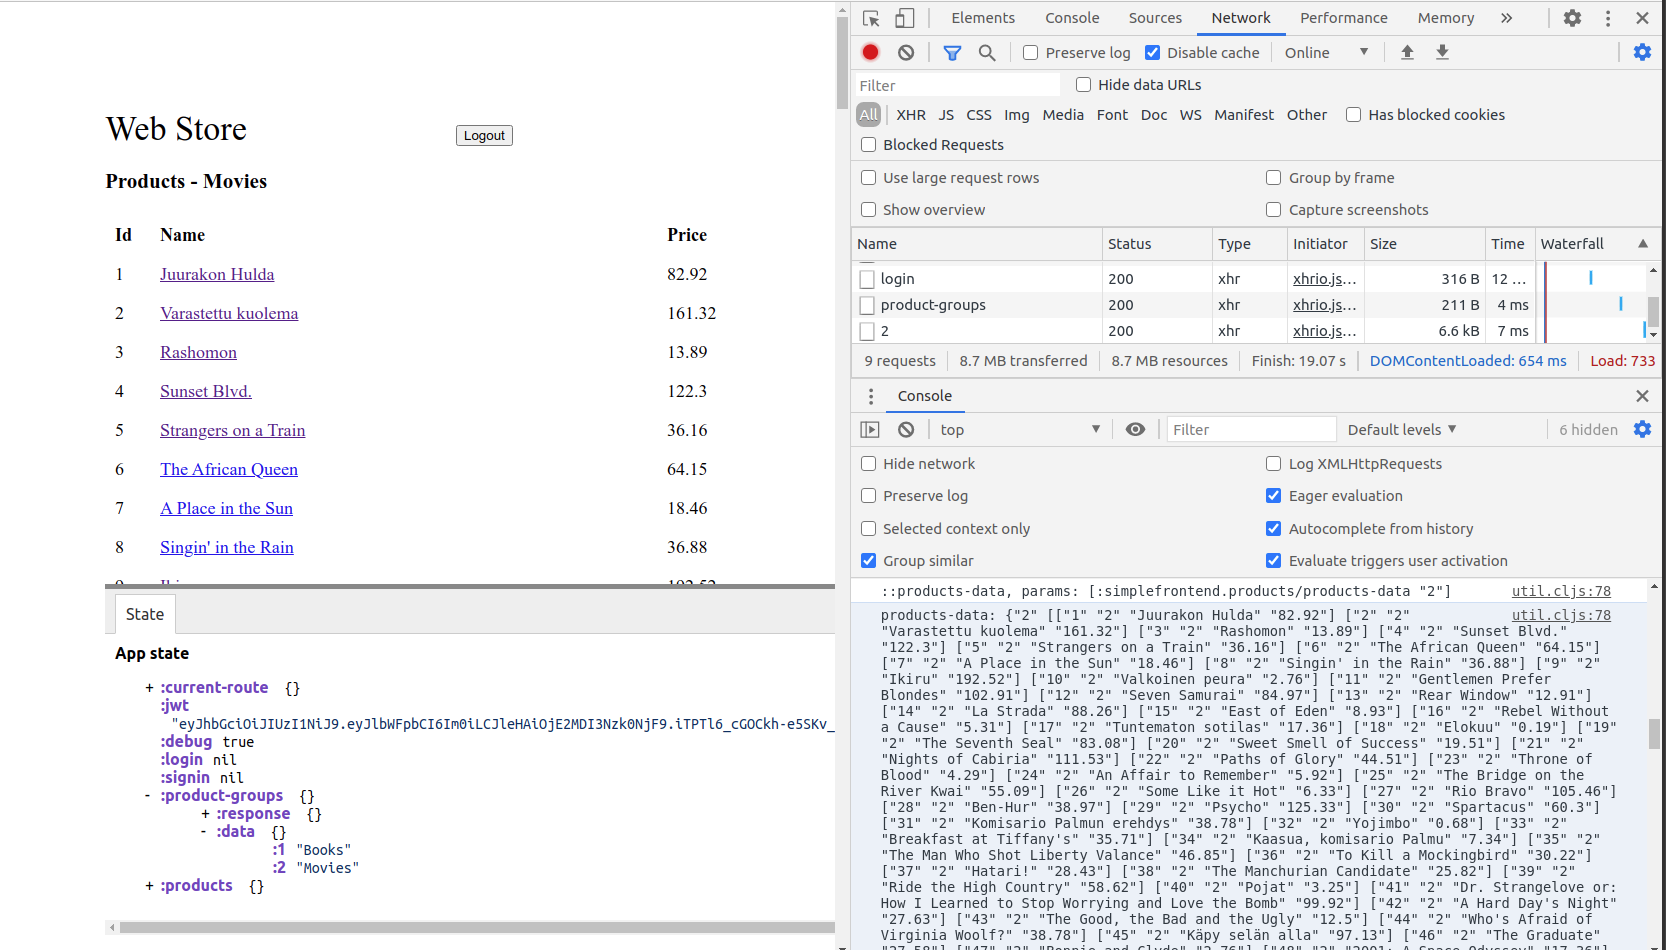 Web Store
Logout
Products - Movies
Id Name Price
1 Juurakon Hulda 82.92
2 Varastettu kuolema 161.32
3 Rashomon 13.89
4 Sunset Blvd. 122.3
5 Strangers on a Train 36.16
6 The African Queen 64.15
7 A Place in the Sun 18.46
8 Singin' in the Rain 36.88
9 Ikiru 192.52
State
App state
+ :current-route {}
:jwt
"eyJhbGciOiJIUzI1NiJ9.eyJlbWFpbCI6Im0iLCJleHAiOjE2MDI3Nzk0NjF9.iTPTl6_cGOCkh-e5SKv_
:debug true
:login nil
:signin nil
- :product-groups {}
+ :response {}
- :data {}
:1 "Books"
:2 "Movies"
+ :products {}
Elements Console Sources Network Performance Memory »
Preserve log Disable cache Online
Filter Hide data URLs
All XHR JS CSS Img Media Font Doc WS Manifest Other Has blocked cookies
Blocked Requests
Use large request rows Group by frame
Show overview Capture screenshots
Name Status Type Initiator Size Time Waterfall
login 200 xhr xhrio.js… 316 B 12 …
product-groups 200 xhr xhrio.js… 211 B 4 ms
2 200 xhr xhrio.js… 6.6 kB 7 ms
9 requests 8.7 MB transferred 8.7 MB resources Finish: 19.07 s DOMContentLoaded: 654 ms Load: 733
Console
top Filter Default levels 6 hidden
Hide network Log XMLHttpRequests
Preserve log Eager evaluation
Selected context only Autocomplete from history
Group similar Evaluate triggers user activation
::products-data, params: [:simplefrontend.products/products-data "2"] util.cljs:78
products-data: {"2" [["1" "2" "Juurakon Hulda" "82.92"] ["2" "2" util.cljs:78
"Varastettu kuolema" "161.32"] ["3" "2" "Rashomon" "13.89"] ["4" "2" "Sunset Blvd."
"122.3"] ["5" "2" "Strangers on a Train" "36.16"] ["6" "2" "The African Queen" "64.15"]
["7" "2" "A Place in the Sun" "18.46"] ["8" "2" "Singin' in the Rain" "36.88"] ["9" "2"
"Ikiru" "192.52"] ["10" "2" "Valkoinen peura" "2.76"] ["11" "2" "Gentlemen Prefer
Blondes" "102.91"] ["12" "2" "Seven Samurai" "84.97"] ["13" "2" "Rear Window" "12.91"]
["14" "2" "La Strada" "88.26"] ["15" "2" "East of Eden" "8.93"] ["16" "2" "Rebel Without
a Cause" "5.31"] ["17" "2" "Tuntematon sotilas" "17.36"] ["18" "2" "Elokuu" "0.19"] ["19"
"2" "The Seventh Seal" "83.08"] ["20" "2" "Sweet Smell of Success" "19.51"] ["21" "2"
"Nights of Cabiria" "111.53"] ["22" "2" "Paths of Glory" "44.51"] ["23" "2" "Throne of
Blood" "4.29"] ["24" "2" "An Affair to Remember" "5.92"] ["25" "2" "The Bridge on the
River Kwai" "55.09"] ["26" "2" "Some Like it Hot" "6.33"] ["27" "2" "Rio Bravo" "105.46"]
["28" "2" "Ben-Hur" "38.97"] ["29" "2" "Psycho" "125.33"] ["30" "2" "Spartacus" "60.3"]
["31" "2" "Komisario Palmun erehdys" "38.78"] ["32" "2" "Yojimbo" "0.68"] ["33" "2"
"Breakfast at Tiffany's" "35.71"] ["34" "2" "Kaasua, komisario Palmu" "7.34"] ["35" "2"
"The Man Who Shot Liberty Valance" "46.85"] ["36" "2" "To Kill a Mockingbird" "30.22"]
["37" "2" "Hatari!" "28.43"] ["38" "2" "The Manchurian Candidate" "25.82"] ["39" "2"
"Ride the High Country" "58.62"] ["40" "2" "Pojat" "3.25"] ["41" "2" "Dr. Strangelove or:
How I Learned to Stop Worrying and Love the Bomb" "99.92"] ["42" "2" "A Hard Day's Night"
"27.63"] ["43" "2" "The Good, the Bad and the Ugly" "12.5"] ["44" "2" "Who's Afraid of
Virginia Woolf?" "38.78"] ["45" "2" "Käpy selän alla" "97.13"] ["46" "2" "The Graduate"
"27.58"] ["47" "2" "Bonnie and Clyde" "2.76"] ["48" "2" "2001: A Space Odyssey" "17.36"]